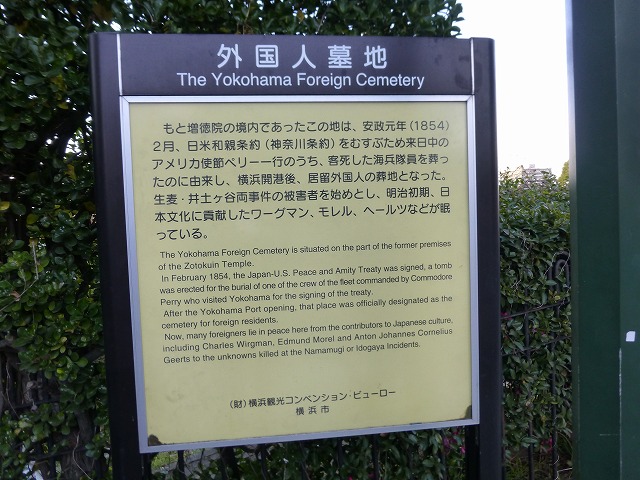 外国人墓地
The Yokohama Foreign Cemetery
もと増徳院の境内であったこの地は、安政元年(1854)
2月、日米和親条約(神奈川条約)をむすぶため来日中の
アメリカ使節ペリー一行のうち、客死した海兵隊員を葬っ
たのに由来し、横浜開港後、居留外国人の葬地となった。
生麦・井土ヶ谷両事件の被害者を始めとし、明治初期、日
本文化に貢献したワーグマン、モレル、ヘールツなどが眠
っている。
The Yokohama Foreign Cemetery is situated on the part of the former premises
of the Zotokuin Temple.
In February 1854, the Japan-U.S. Peace and Amity Treaty was signed, a tomb
was erected for the burial of one of the crew of the fleet commanded by Commodore
Perry who visited Yokohama for the signing of the treaty.
After the Yokohama Port opening, that place was officially designated as the
cemetery for foreign residents.
Now, many foreigners lie in peace here from the contributors to Japanese culture,
including Charles Wirgman, Edmund Morel and Anton Johannes Cornelius
Geerts to the unknowns killed at the Namamugi or Idogaya Incidents.
(財)横浜観光コンベンション・ビューロー
横浜市